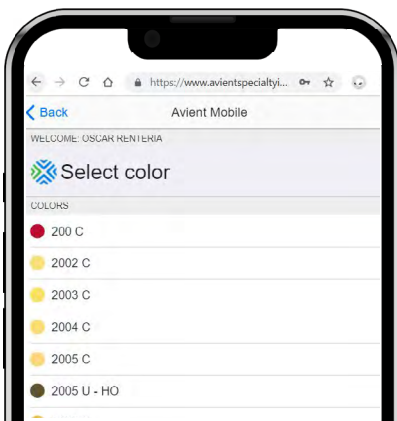 https://www.avientspecialtyi...
Back
Avient Mobile
WELCOME: OSCAR RENTERIA
Select color
COLORS
200 C
2002 C
2003 C
2004 C
2005 C
2005 U - HO